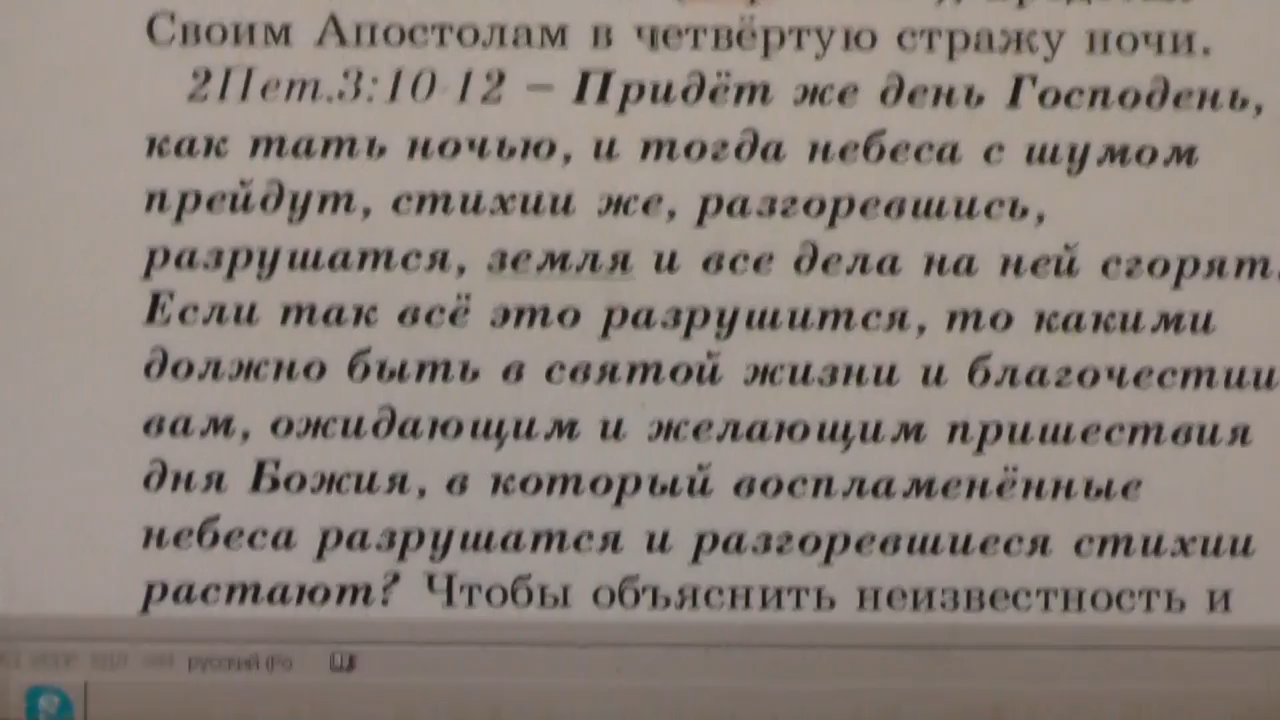 Своим Апостолам в четвёртую стражу ночи.
2Пет.3:10-12 – Придёт же день Господень,
как тать ночью, и тогда небеса с шумом
прейдут, стихии же, разгоревшись,
разрушатся, земля и все дела на ней сгорят.
Если так всё это разрушится, то какими
должно быть в святой жизни и благочестии
вам, ожидающим и желающим пришествия
дня Божия, в который воспламенённые
небеса разрушатся и разгоревшиеся стихии
растают? Чтобы объяснить неизвестность и
русский (Ро